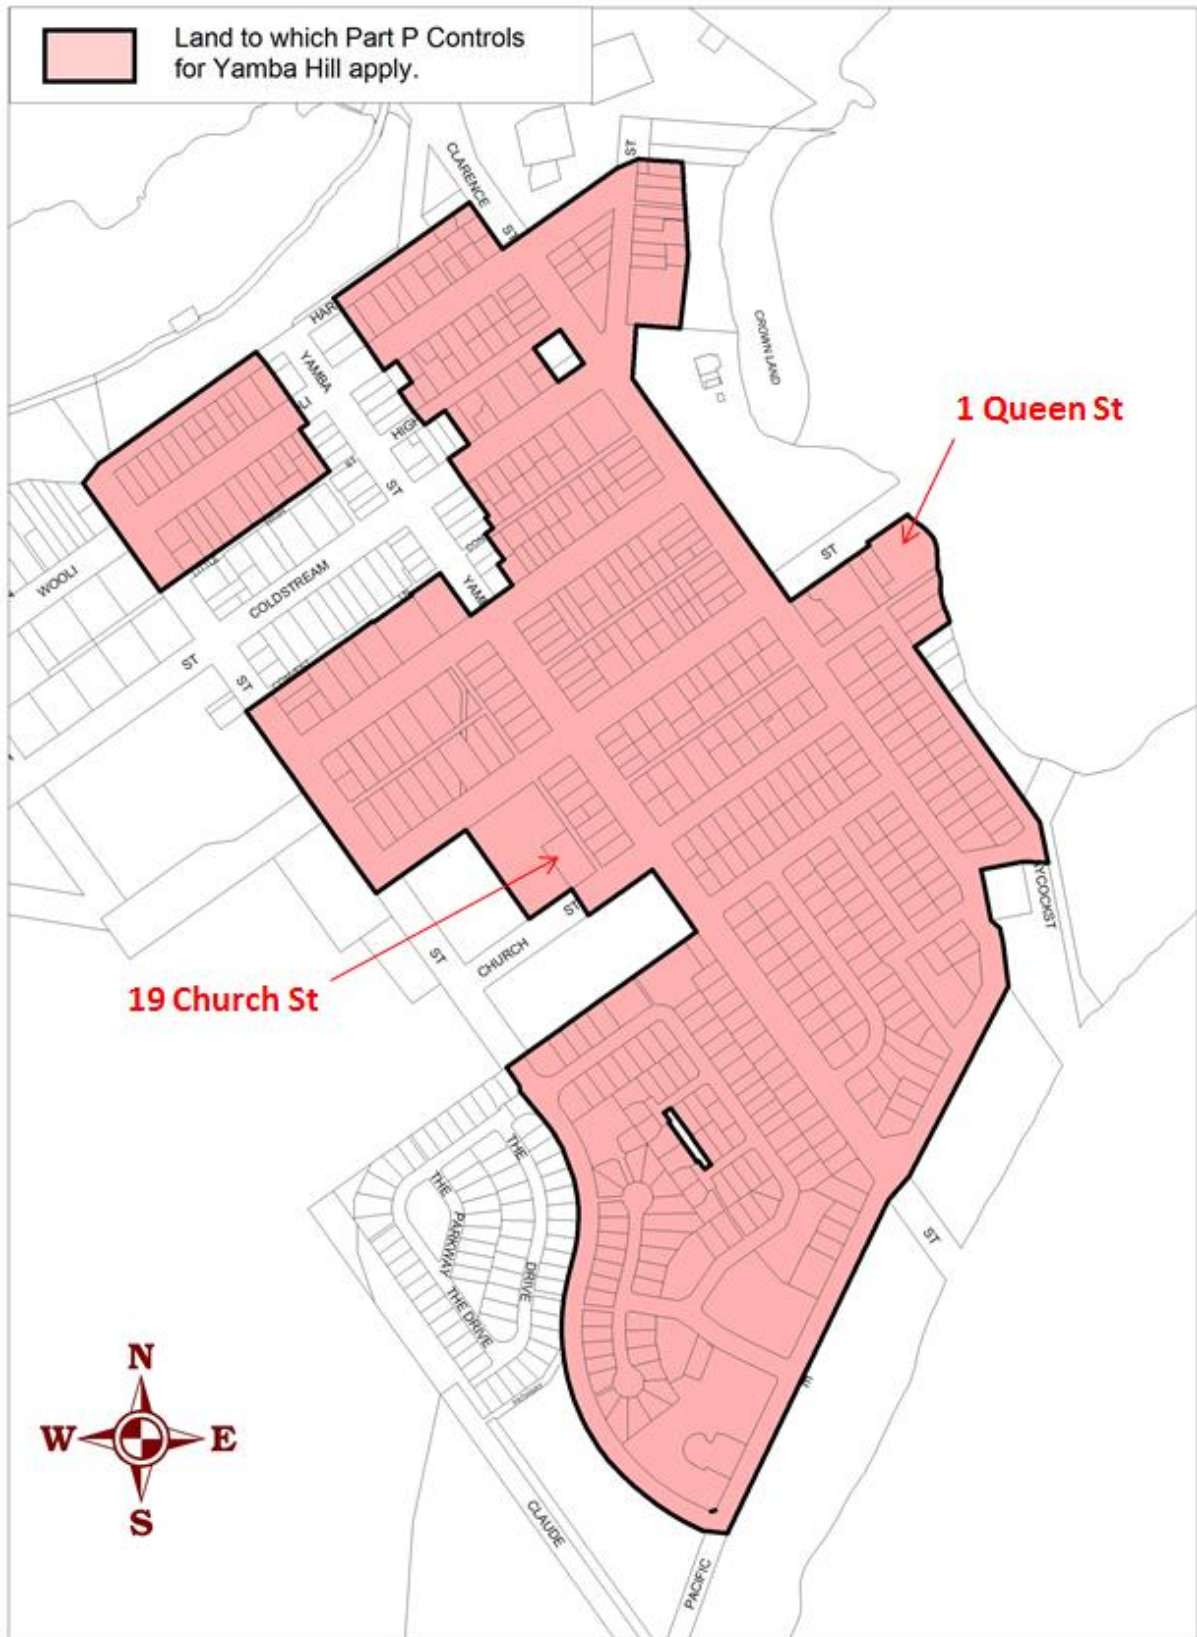 Land to which Part P Controls
for Yamba Hill apply.
CLARENCE
ST
ST
HAR
YAMBA
CROWN LAND
1 Queen St
HIGH
ST
ST
WOOLI
COLDSTREAM
YAM
ST
ST
ST
CHURCH
ST
ST
19 Church St
YCOCKST
THE
THE
PARKWAY
DRIVE
THE DRIVE
ST
N
W
E
S
CLAUDE
PACIFIC